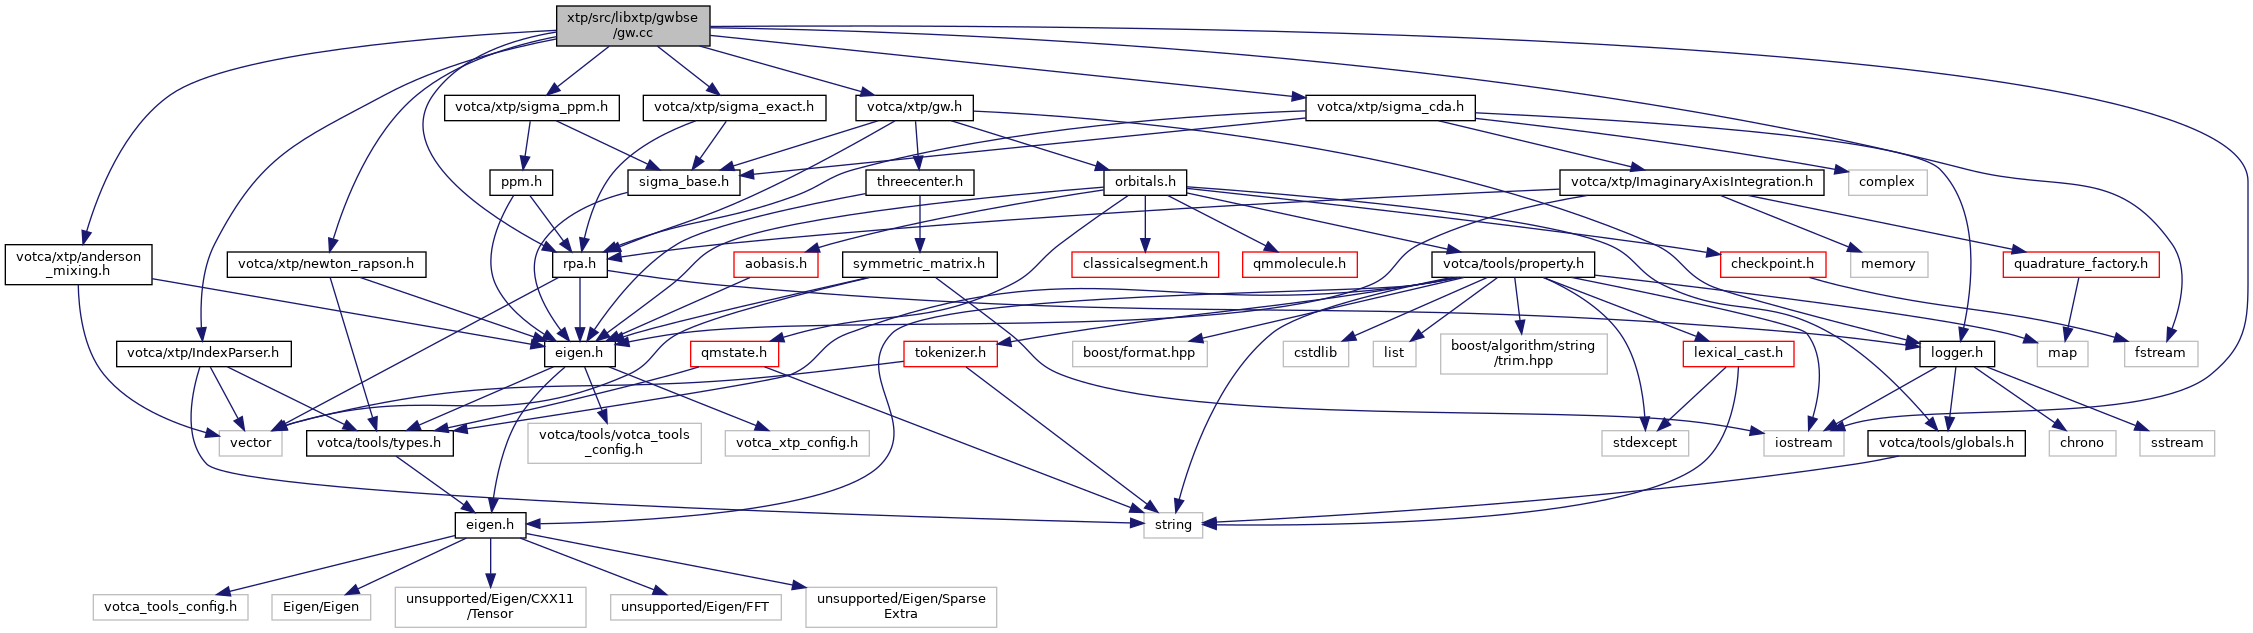 xtp/src/libxtp/gwbse
/gw.cc
votca/xtp/sigma_ppm.h
votca/xtp/sigma_exact.h
votca/xtp/gw.h
votca/xtp/sigma_cda.h
ppm.h
sigma_base.h
threecenter.h
orbitals.h
votca/xtp/ImaginaryAxisIntegration.h
complex
votca/xtp/anderson
_mixing.h
votca/xtp/newton_rapson.h
rpa.h
aobasis.h
symmetric_matrix.h
classicalsegment.h
qmmolecule.h
votca/tools/property.h
checkpoint.h
memory
quadrature_factory.h
votca/xtp/IndexParser.h
eigen.h
qmstate.h
tokenizer.h
boost/format.hpp
cstdlib
list
boost/algorithm/string
/trim.hpp
lexical_cast.h
logger.h
map
fstream
vector
votca/tools/types.h
votca/tools/votca_tools
_config.h
votca_xtp_config.h
stdexcept
iostream
votca/tools/globals.h
chrono
sstream
eigen.h
string
votca_tools_config.h
Eigen/Eigen
unsupported/Eigen/CXX11
/Tensor
unsupported/Eigen/FFT
unsupported/Eigen/Sparse
Extra